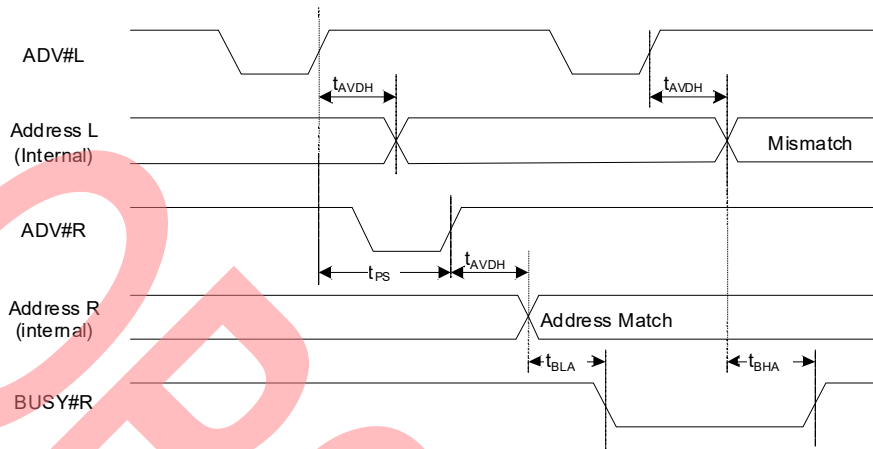 ADV#L
tAVDH
tAVDH
Address L
(Internal)
Mismatch
ADV#R
tPS
tAVDH
Address R
(internal)
Address Match
tBLA
tBHA
BUSY#R